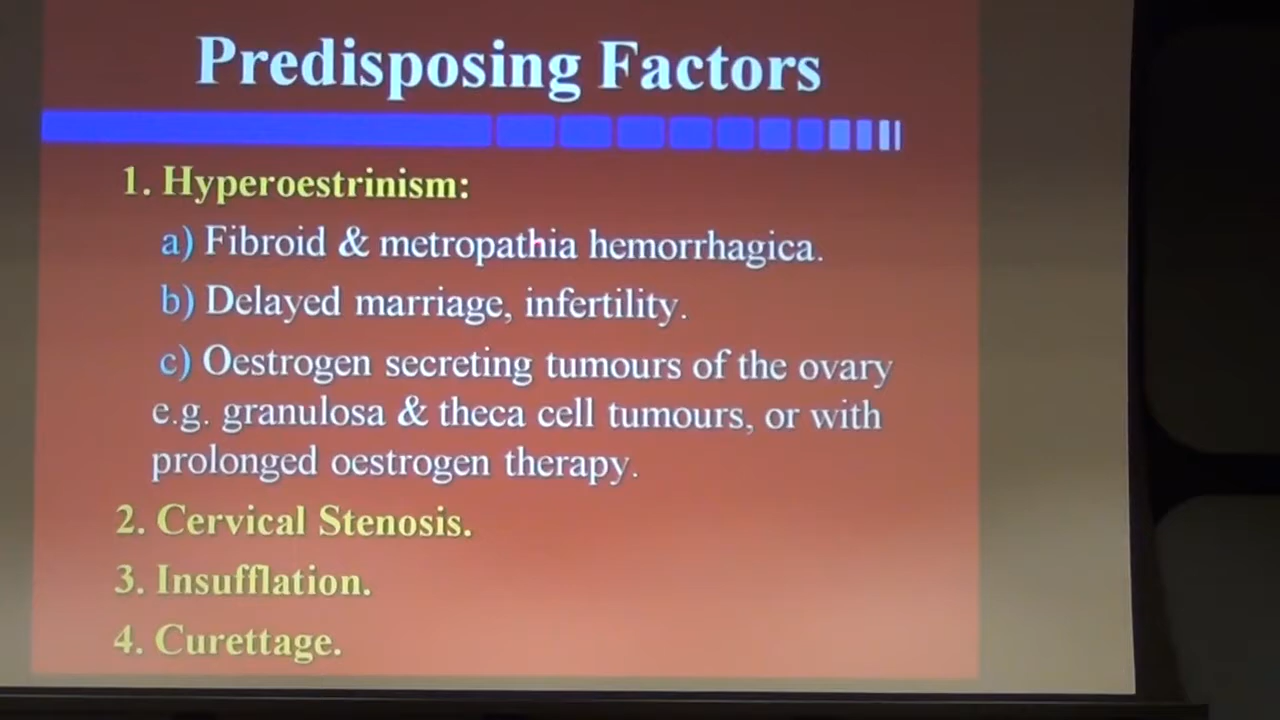 Predisposing Factors
1. Hyperoestrinism:
a) Fibroid & metropathia hemorrhagica.
b) Delayed marriage, infertility.
c) Oestrogen secreting tumours of the ovary
e.g. granulosa & theca cell tumours, or with
prolonged oestrogen therapy.
2. Cervical Stenosis.
3. Insufflation.
4. Curettage.